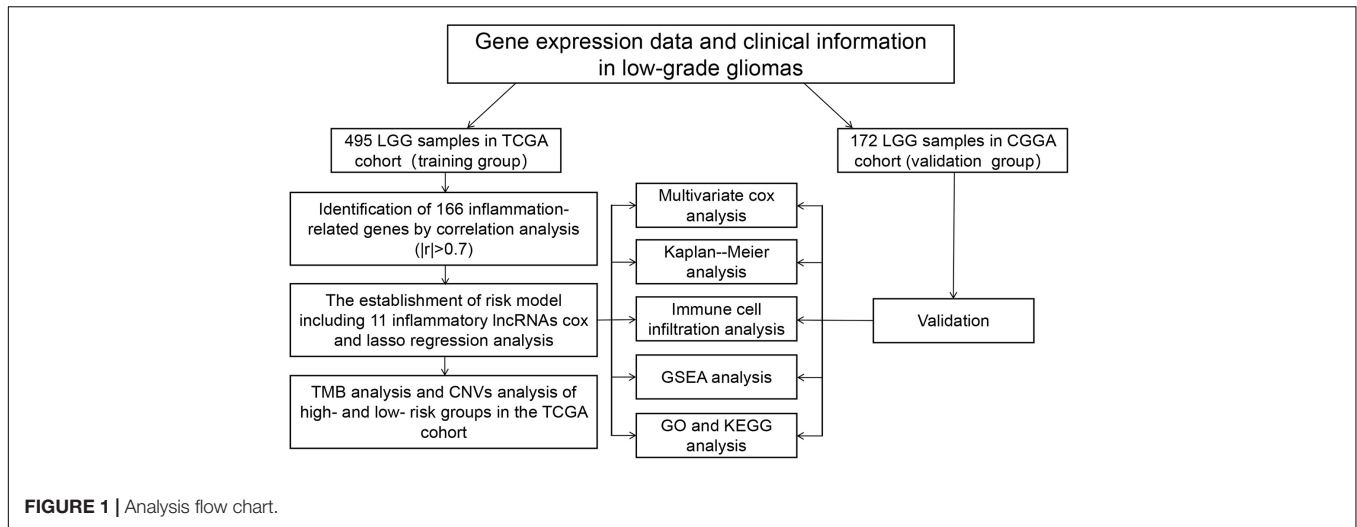 Gene expression data and clinical information
in low-grade gliomas
495 LGG samples in TCGA
cohort (training group)
172 LGG samples in CGGA
cohort (validation group)
Identification of 166 inflammation-
related genes by correlation analysis
(|r|>0.7)
The establishment of risk model
including 11 inflammatory lncRNAs cox
and lasso regression analysis
TMB analysis and CNVs analysis of
high- and low- risk groups in the TCGA
cohort
Multivariate cox
analysis
Kaplan--Meier
analysis
Immune cell
infiltration analysis
GSEA analysis
GO and KEGG
analysis
Validation
FIGURE 1 | Analysis flow chart.